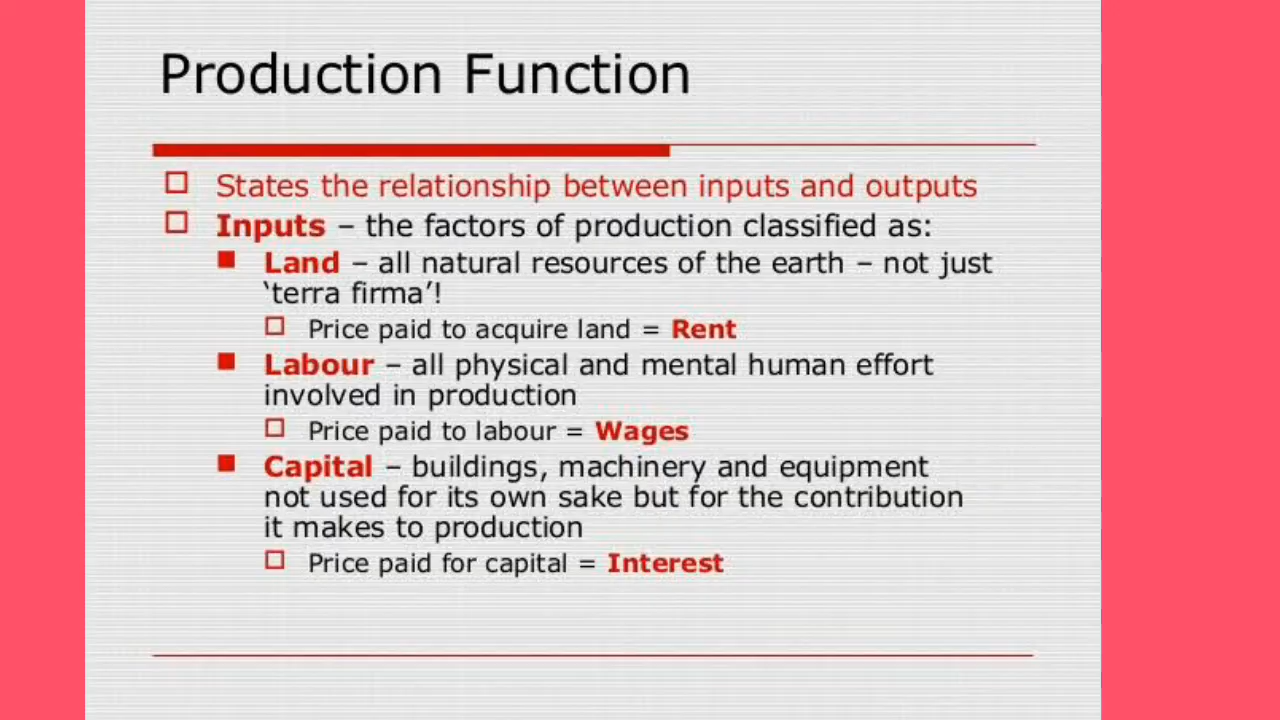 Production Function
States the relationship between inputs and outputs
Inputs – the factors of production classified as:
Land – all natural resources of the earth – not just
‘terra firma’!
Price paid to acquire land = Rent
Labour – all physical and mental human effort
involved in production
Price paid to labour = Wages
Capital – buildings, machinery and equipment
not used for its own sake but for the contribution
it makes to production
Price paid for capital = Interest